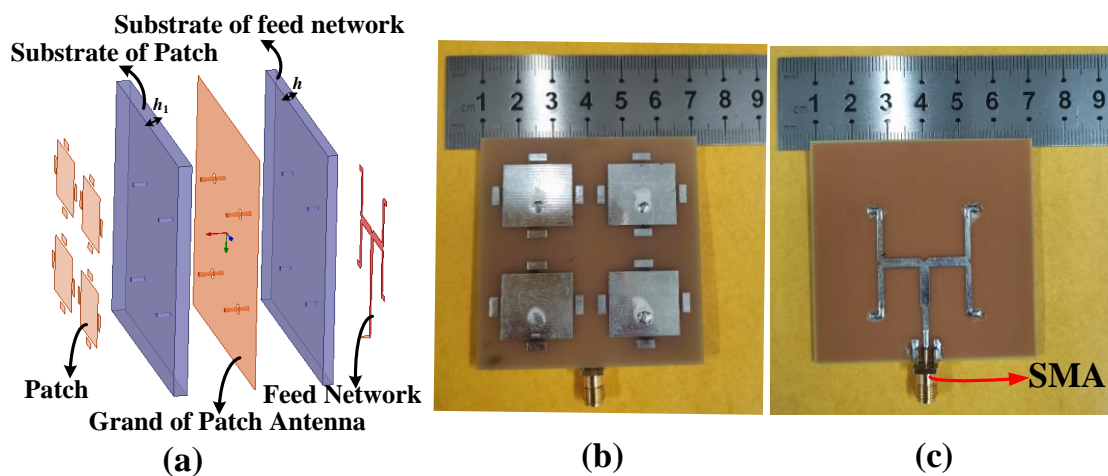 Substrate of feed network
Substrate of Patch
h1
h
Patch
Feed Network
Grand of Patch Antenna
(a)
cm 1 2 3 4 5 6 7 8 9
(b)
cm 1 2 3 4 5 6 7 8 9
SMA
(c)